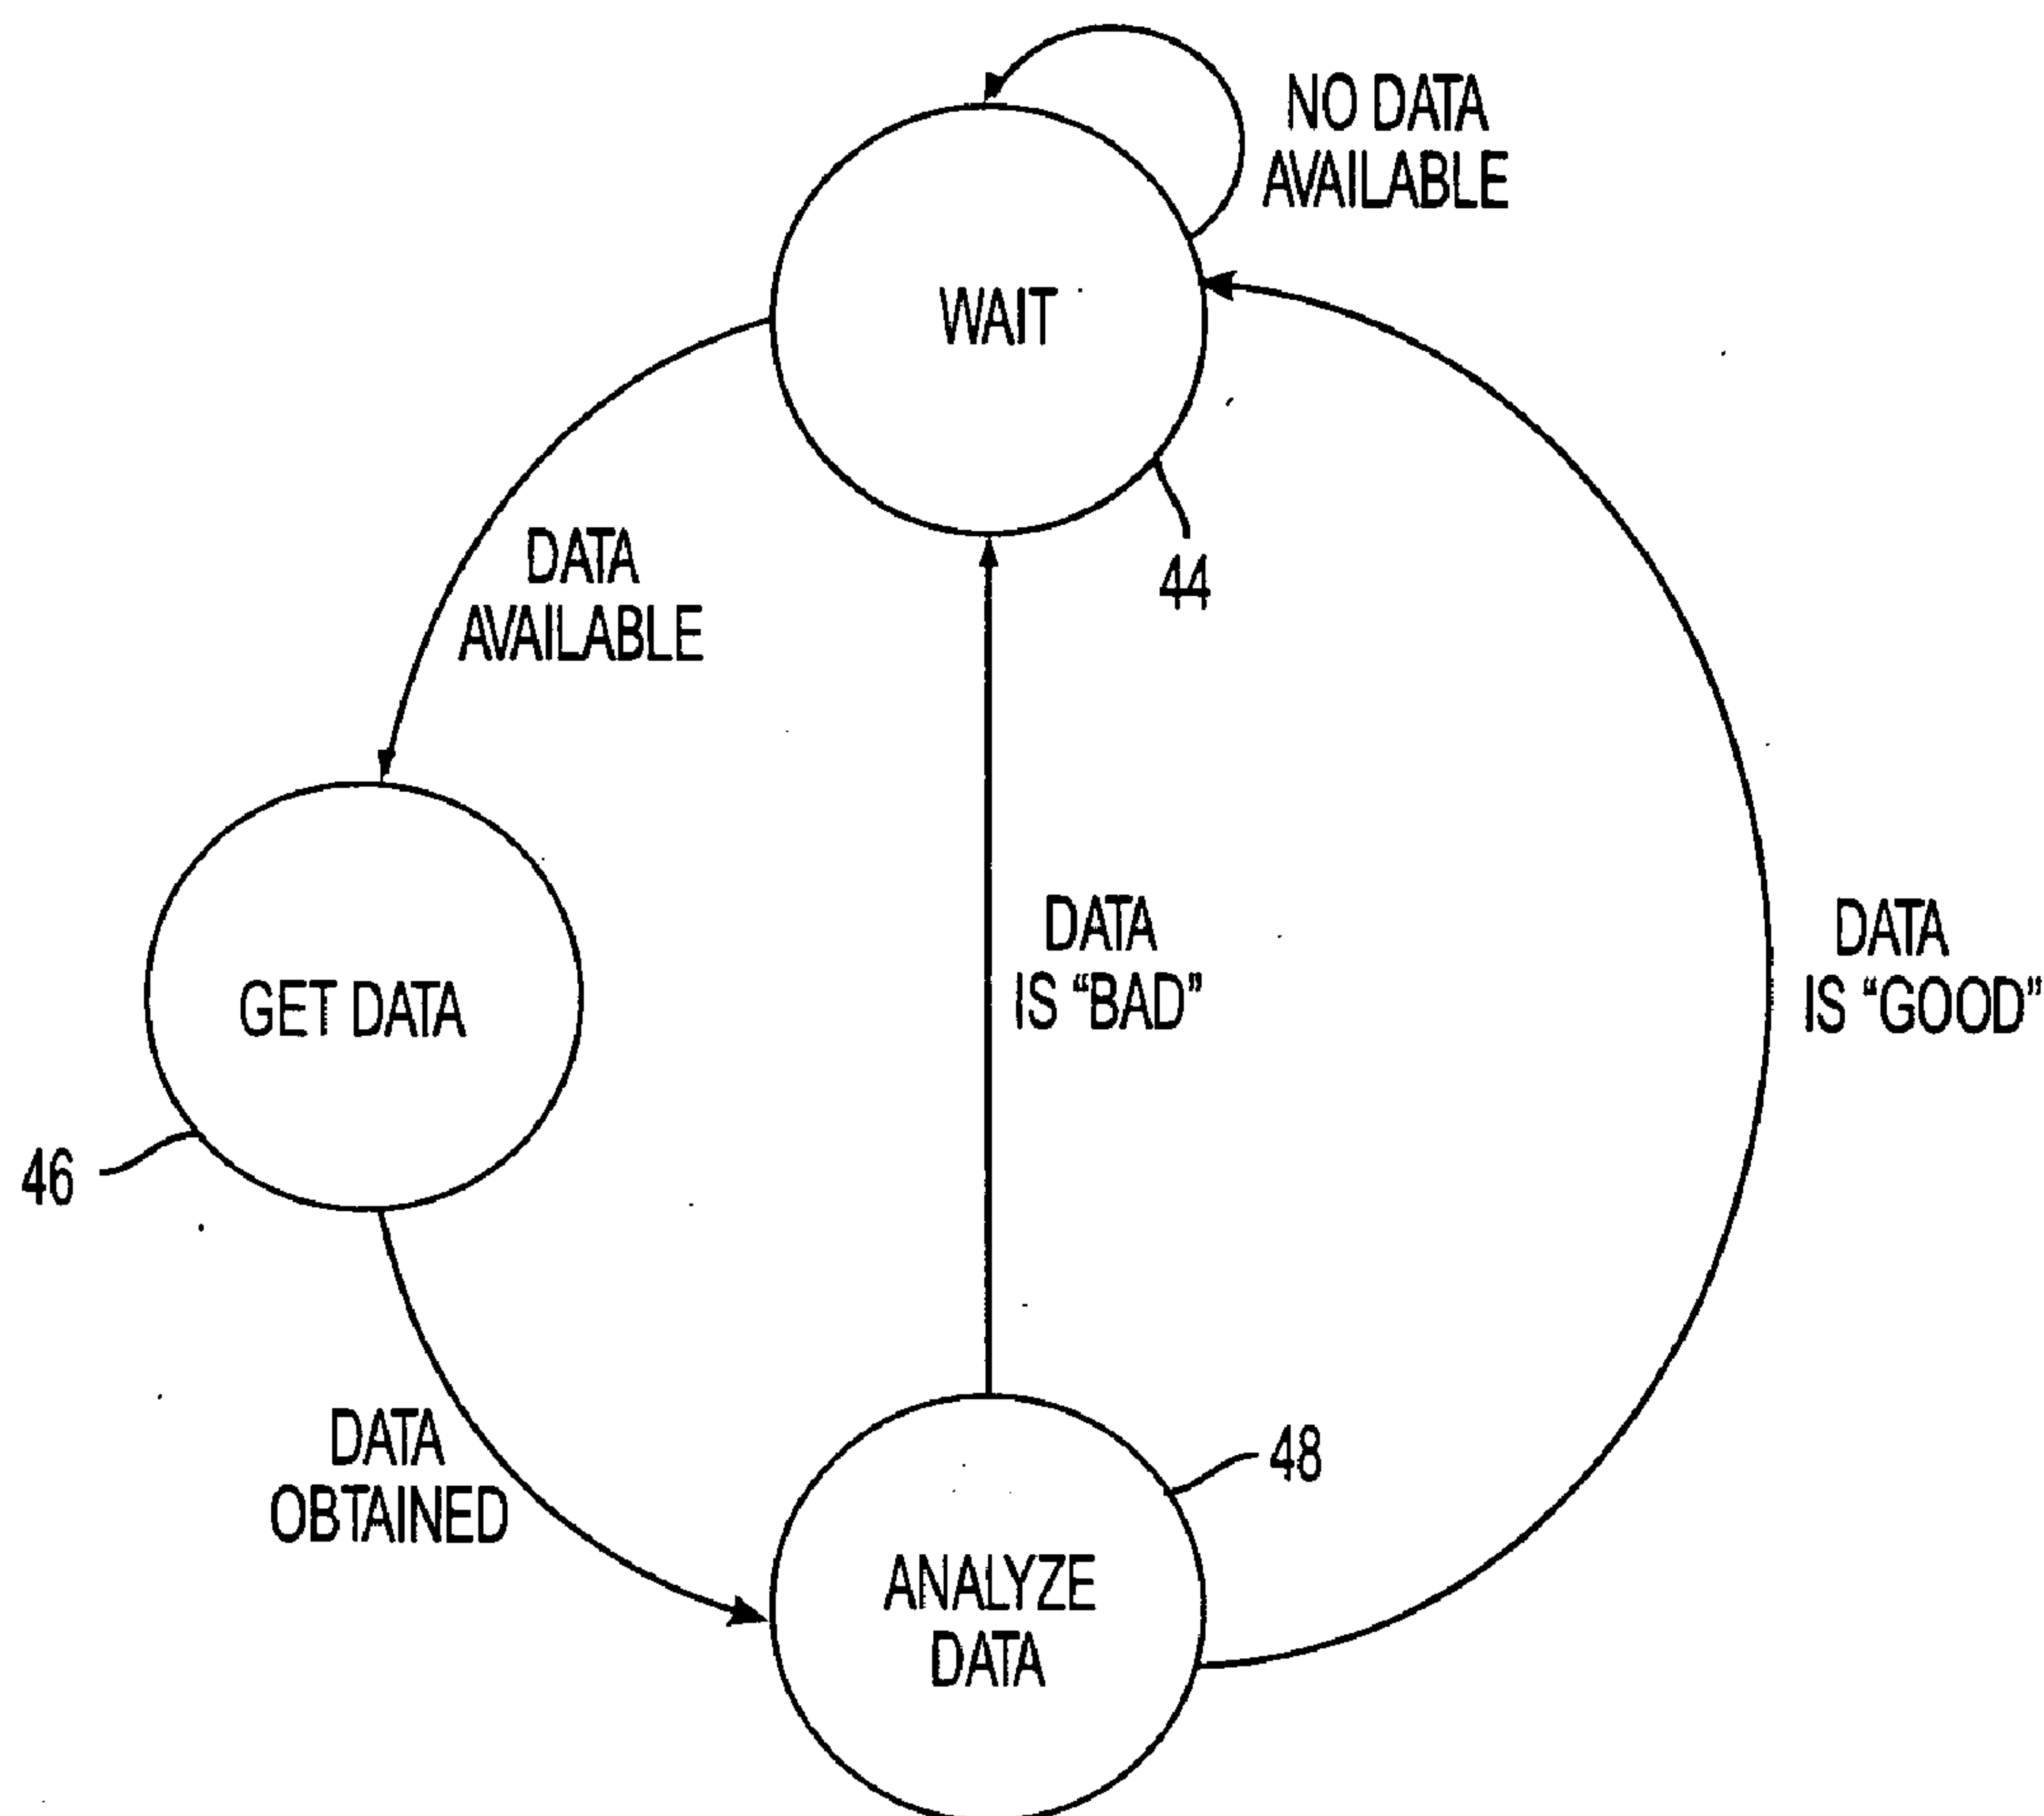 NO DATA
AVAILABLE
WAIT
44
DATA
AVAILABLE
GET DATA
46
DATA
IS “BAD”
DATA
IS “GOOD”
DATA
OBTAINED
48
ANALYZE
DATA